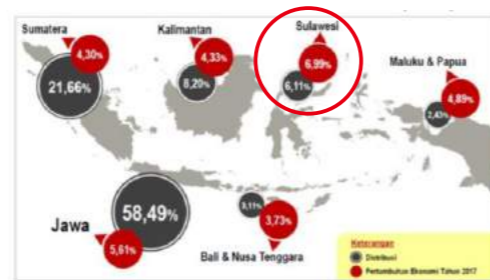 Sumatera
4,30%
21,66%
Kalimantan
4,33%
8,20%
Sulawesi
6,99%
6,11%
Maluku & Papua
4,89%
2,43%
Jawa
58,49%
5,61%
3,11%
3,73%
Bali & Nusa Tenggara
Keterangan
Distribusi
Pertumbuhan Ekonomi Tahun 2017